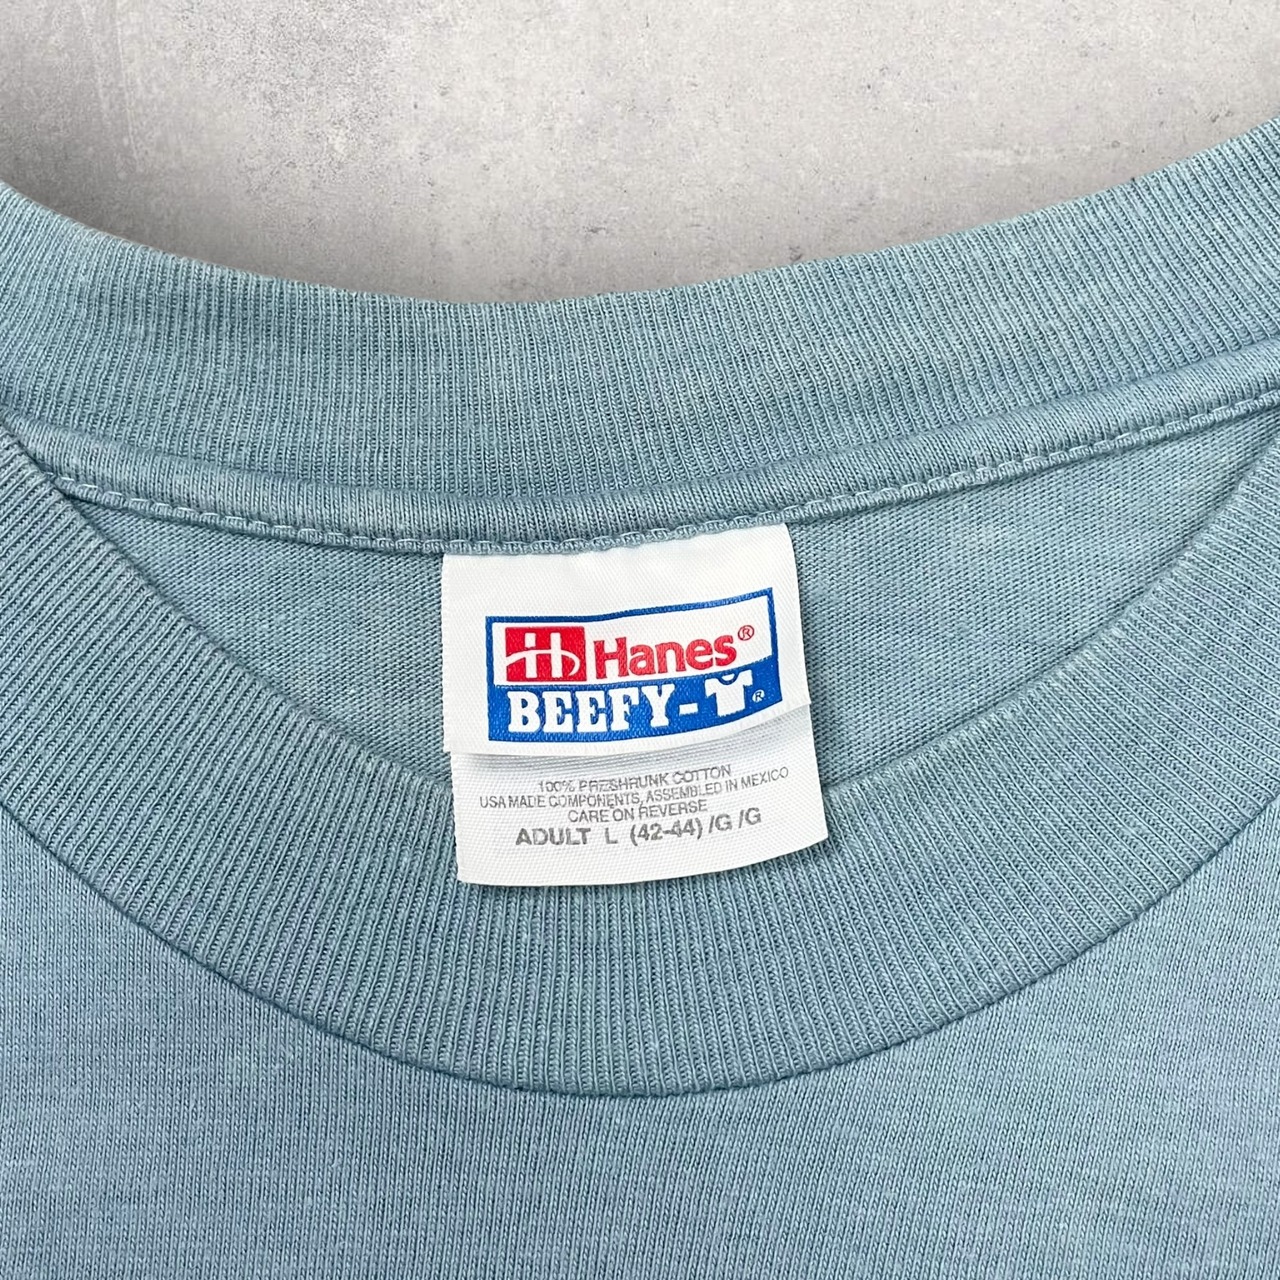 Hanes®
BEEFY-T®
100% PRESHRUNK COTTON
USA MADE COMPONENTS, ASSEMBLED IN MEXICO
CARE ON REVERSE
ADULT L (42-44) /G /G